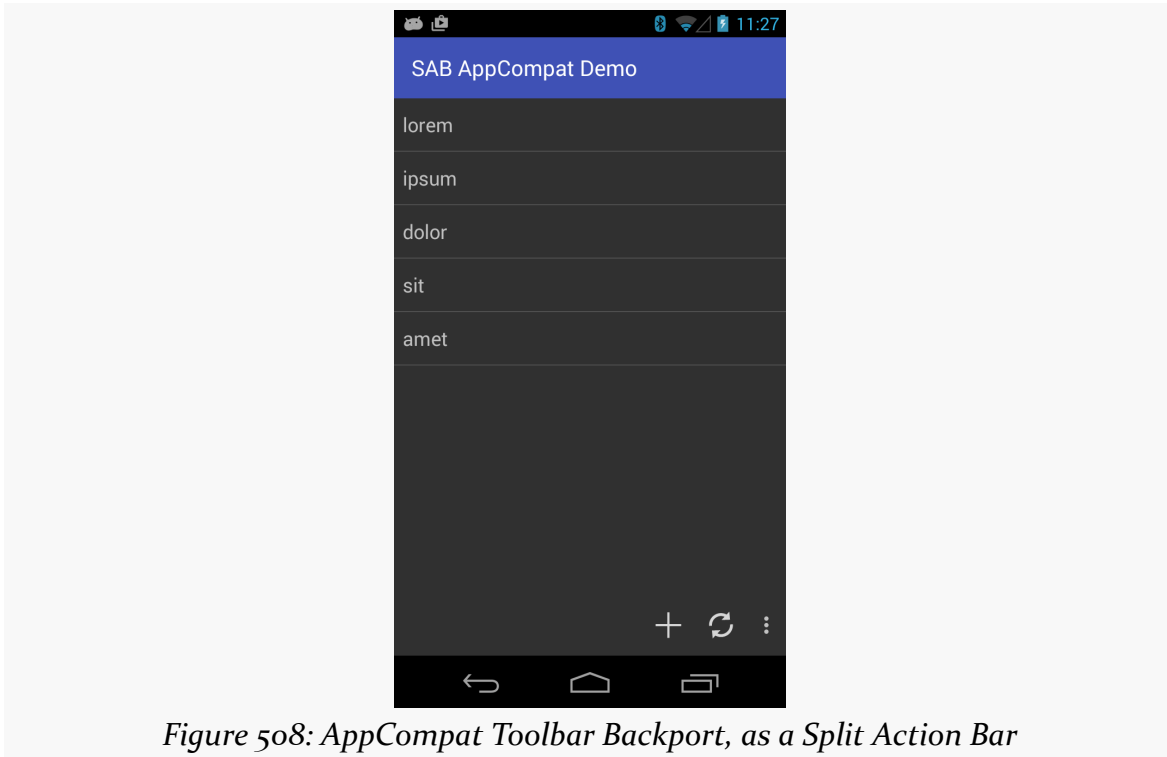 11:27
SAB AppCompat Demo
lorem
ipsum
dolor
sit
amet
Figure 508: AppCompat Toolbar Backport, as a Split Action Bar